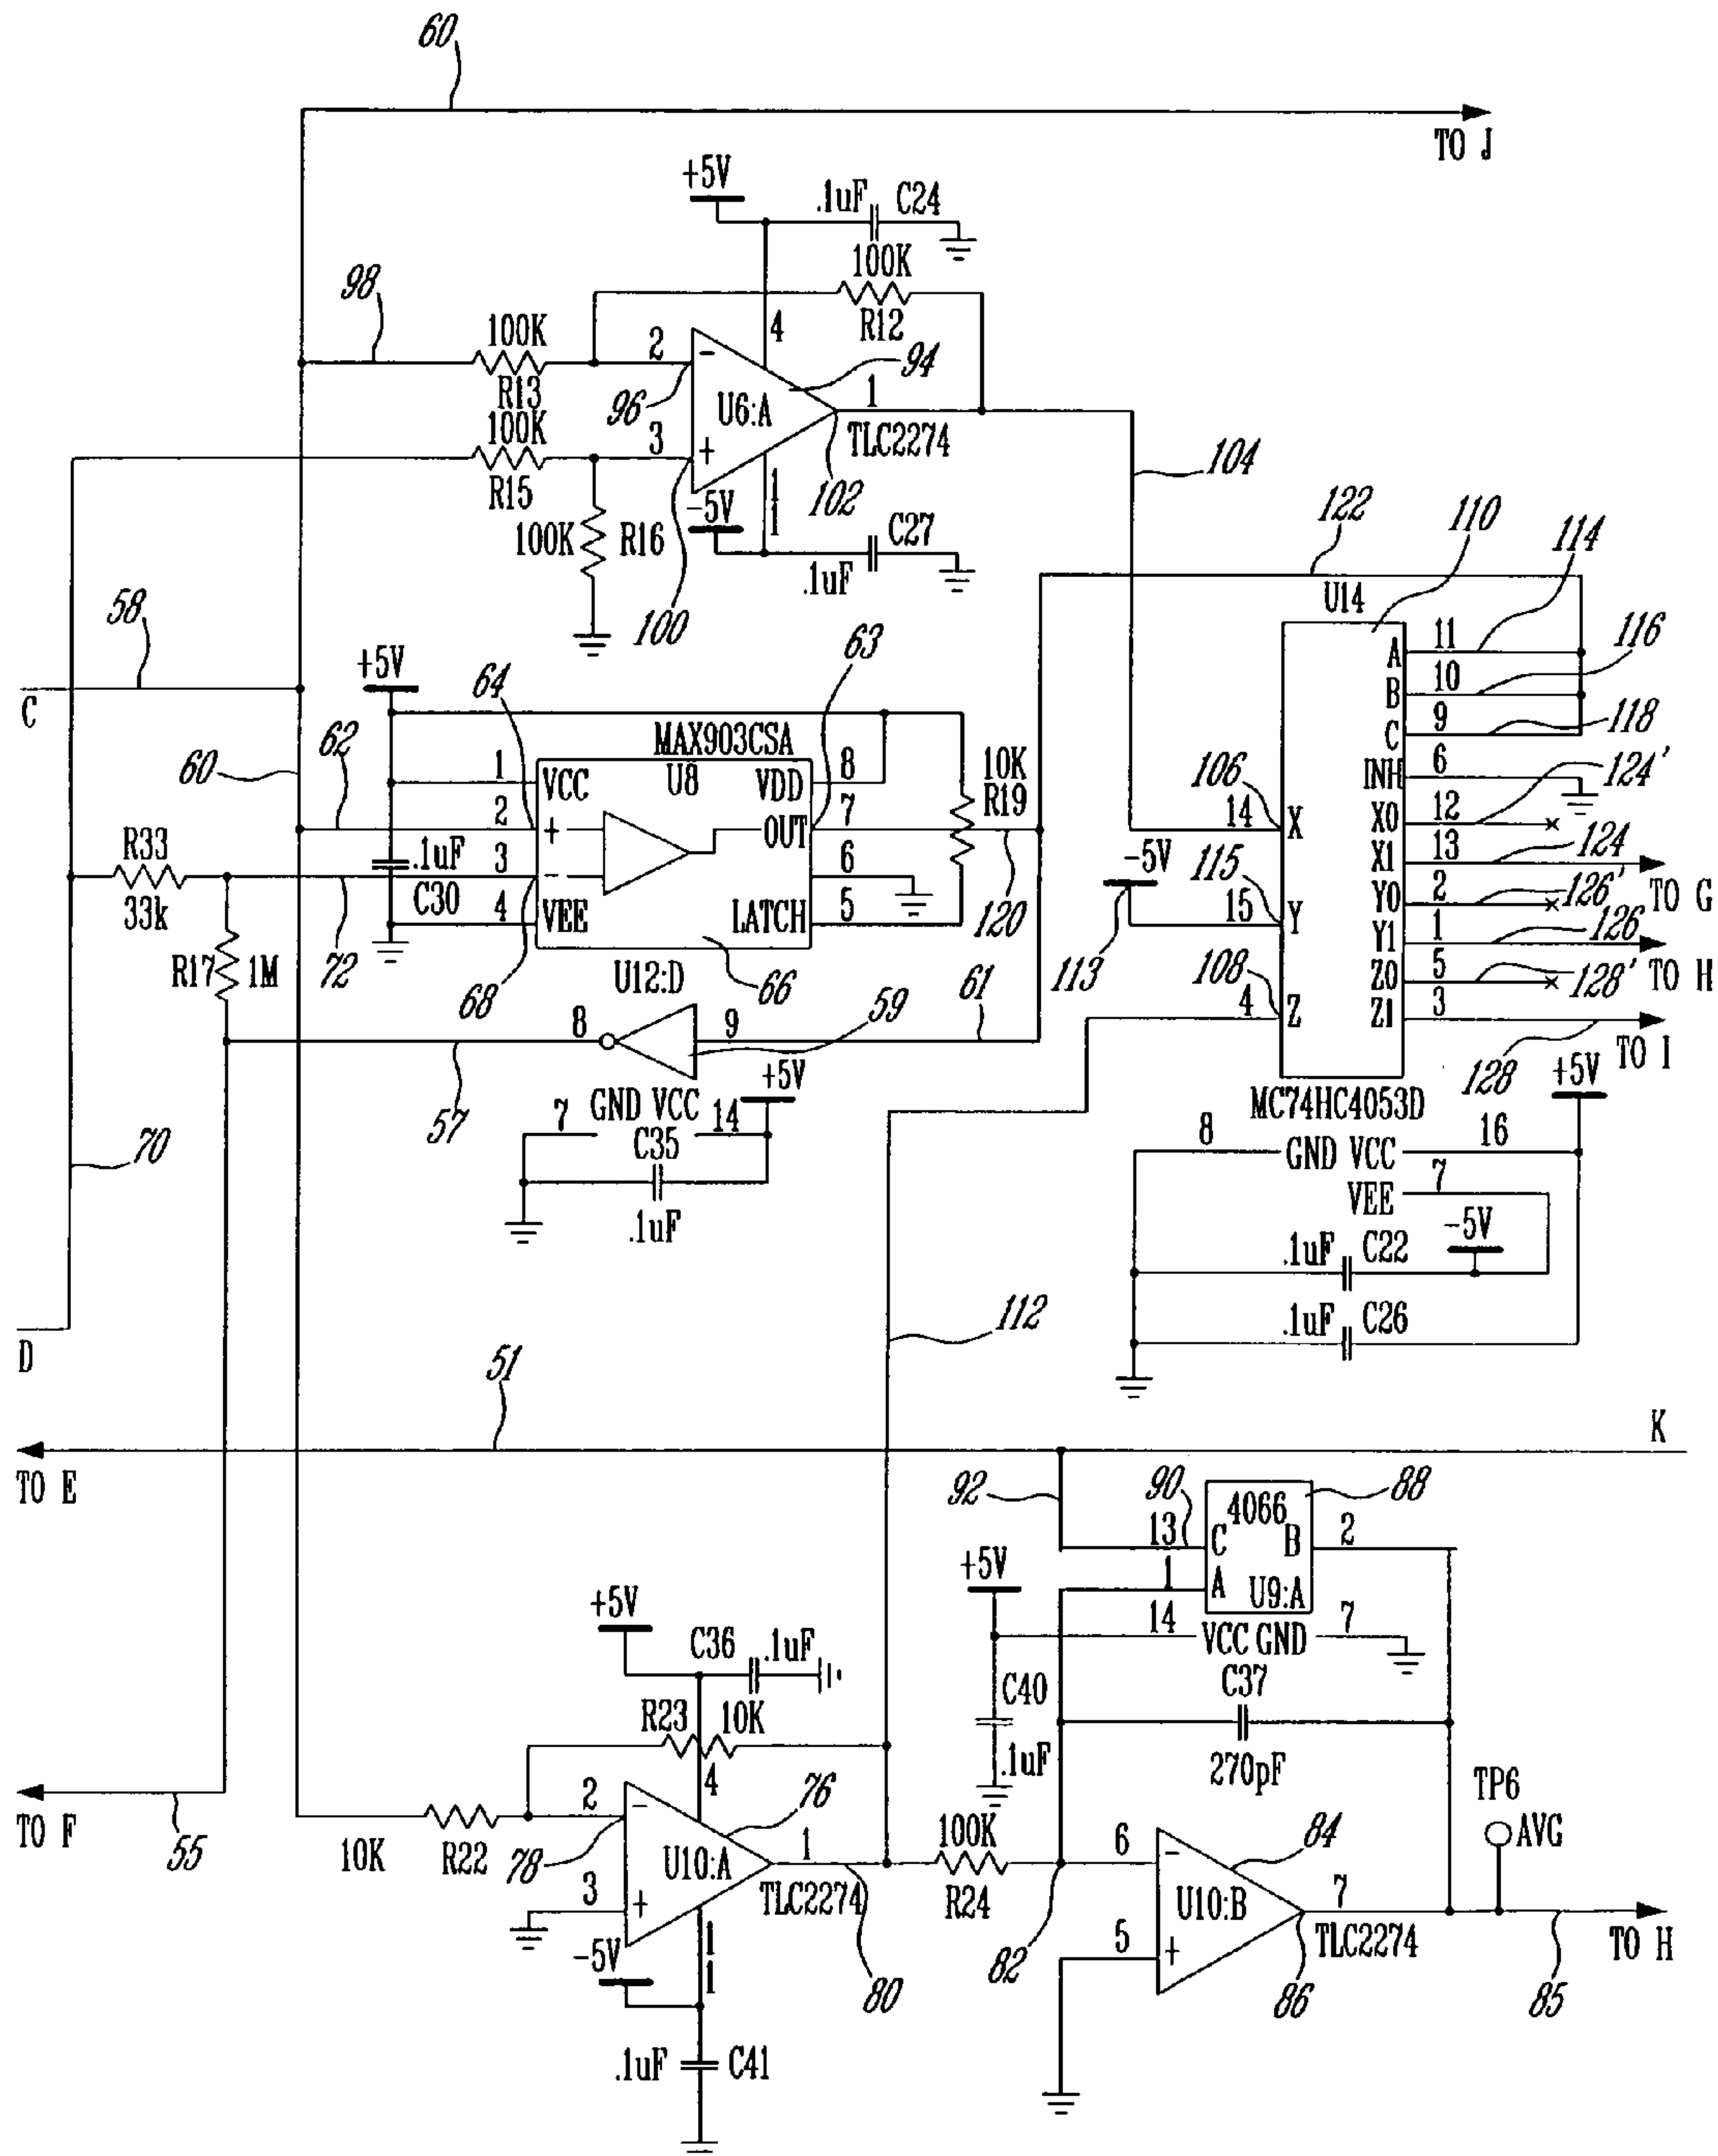 60
TO J
+5V
.1uF C24
100K
R12
98
100K
2
−
4
94
R13
96
U6:A
1
100K
3
+
TLC2274
R15
−5V
11
102
104
100K R16
C27
.1uF
100
122
110
114
U14
58
C
+5V
64
63
116
A 11
B 10
C 9
118
62
MAX903CSA
U8
1 VCC VDD 8
10K
R19
INH 6
124'
60
2 + OUT 7
106
14 X
X0 12
R33
33k
.1uF
C30
3 − 6
−5V
115
X1 13
124
TO G
72
4 VEE LATCH 5
120
15 Y
Y0 2
126'
Y1 1
126
TO H
R17 1M
68
66
113
108
Z0 5
128'
U12:D
61
4 Z
Z1 3
TO I
8
59
9
128
57
+5V
7 GND VCC 14
C35
.1uF
MC74HC4053D
+5V
8 GND VCC 16
VEE 7
70
−5V
.1uF C22
112
.1uF C26
D
51
K
TO E
92
90
88
4066
13 C B 2
1 A U9:A
+5V
14 VCC GND 7
+5V
C36 .1uF
C40
.1uF
C37
270pF
R23 10K
4
76
TP6
AVG
TO F
55
10K R22
2 −
78
U10:A
1
3 +
TLC2274
100K
R24
6 −
84
U10:B
7
5 +
TLC2274
TO H
−5V
11
80
82
86
85
.1uF C41